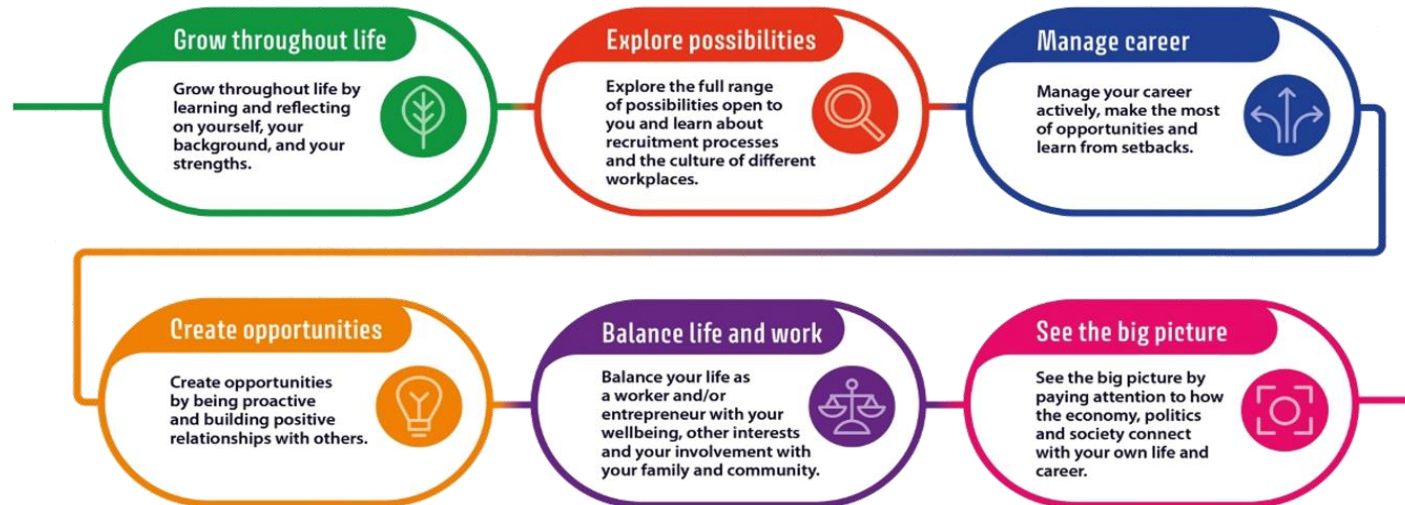 Grow throughout life
Grow throughout life by
learning and reflecting
on yourself, your
background, and your
strengths.
Explore possibilities
Explore the full range
of possibilities open to
you and learn about
recruitment processes
and the culture of different
workplaces.
Manage career
Manage your career
actively, make the most
of opportunities and
learn from setbacks.
Create opportunities
Create opportunities
by being proactive
and building positive
relationships with others.
Balance life and work
Balance your life as
a worker and/or
entrepreneur with your
wellbeing, other interests
and your involvement with
your family and community.
See the big picture
See the big picture by
paying attention to how
the economy, politics
and society connect
with your own life and
career.